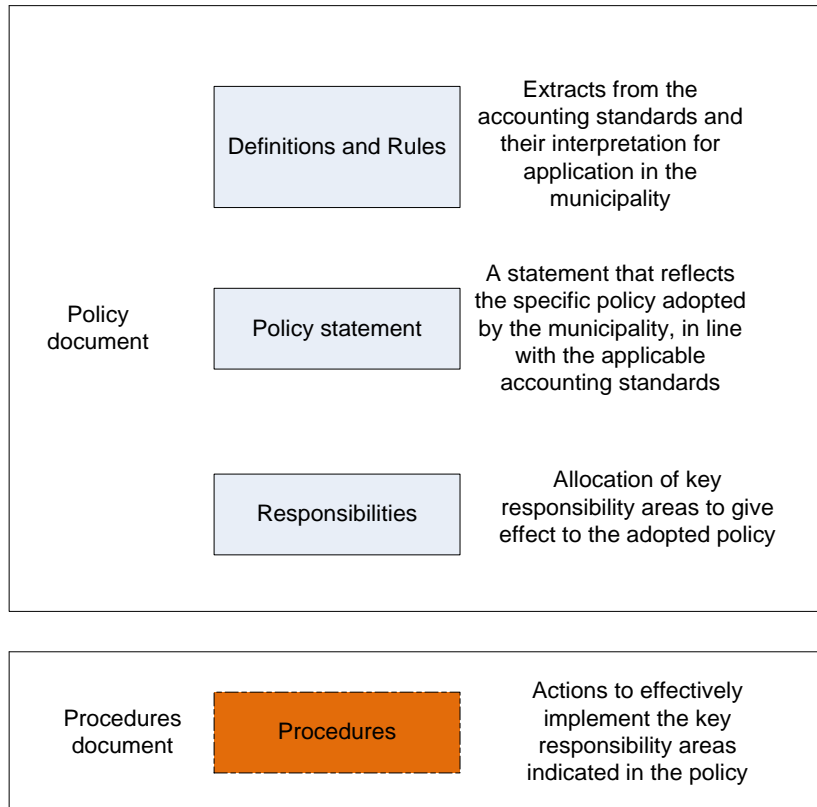 Definitions and Rules
Extracts from the
accounting standards and
their interpretation for
application in the
municipality
Policy
document
Policy statement
A statement that reflects
the specific policy adopted
by the municipality, in line
with the applicable
accounting standards
Responsibilities
Allocation of key
responsibility areas to give
effect to the adopted policy
Procedures
document
Procedures
Actions to effectively
implement the key
responsibility areas
indicated in the policy